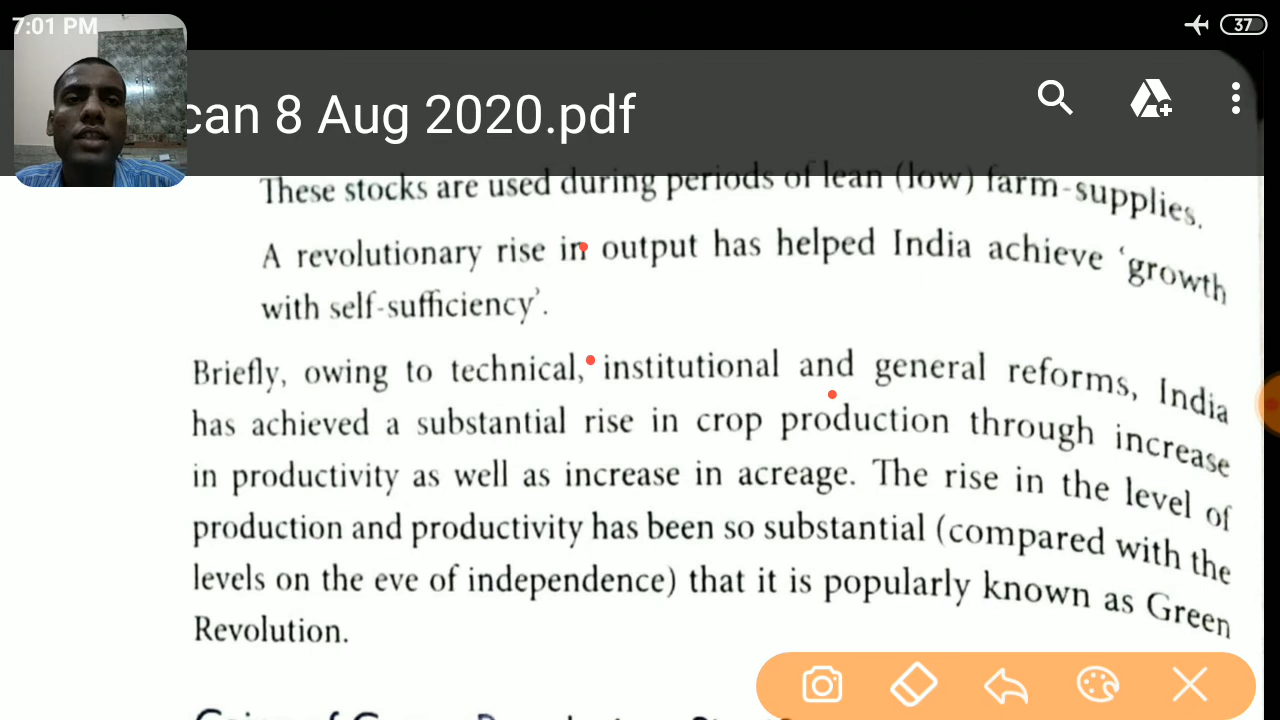 7:01 PM
37
can 8 Aug 2020.pdf
These stocks are used during periods of lean (low) farm-supplies.
A revolutionary rise in output has helped India achieve ‘growth
with self-sufficiency’.
Briefly, owing to technical, institutional and general reforms, India
has achieved a substantial rise in crop production through increase
in productivity as well as increase in acreage. The rise in the level of
production and productivity has been so substantial (compared with the
levels on the eve of independence) that it is popularly known as Green
Revolution.